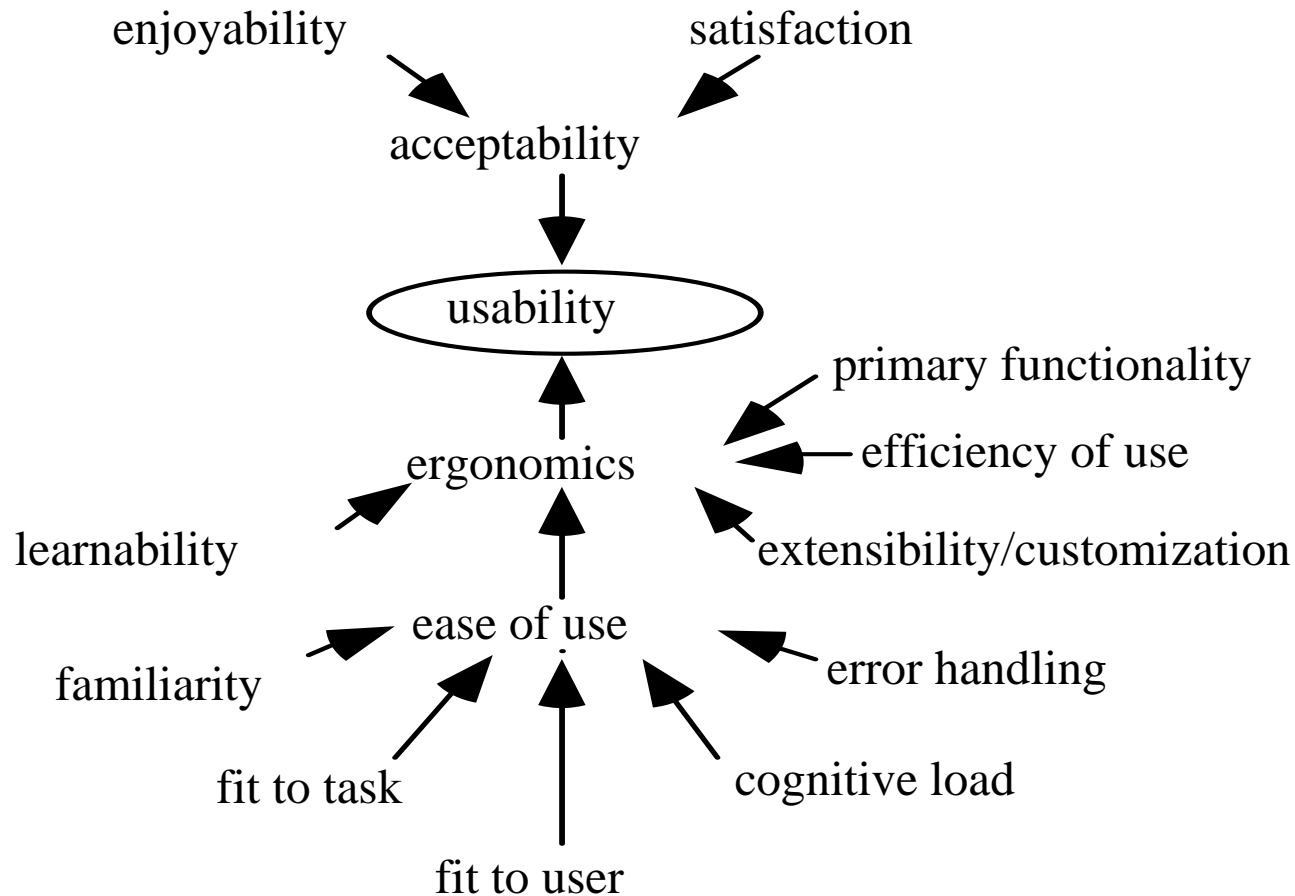 enjoyability
satisfaction
acceptability
usability
primary functionality
efficiency of use
ergonomics
learnability
extensibility/customization
ease of use
error handling
familiarity
fit to task
cognitive load
fit to user